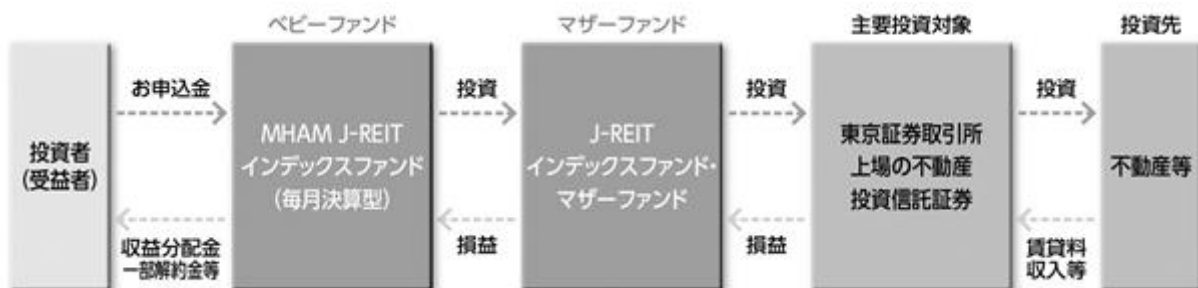 ベビーファンド
マザーファンド
主要投資対象
投資先
投資者
(受益者)
お申込金
収益分配金
一部解約金等
MHAM J-REIT
インデックスファンド
(毎月決算型)
投資
損益
J-REIT
インデックスファンド・
マザーファンド
投資
損益
東京証券取引所
上場の不動産
投資信託証券
投資
賃貸料
収入等
不動産等